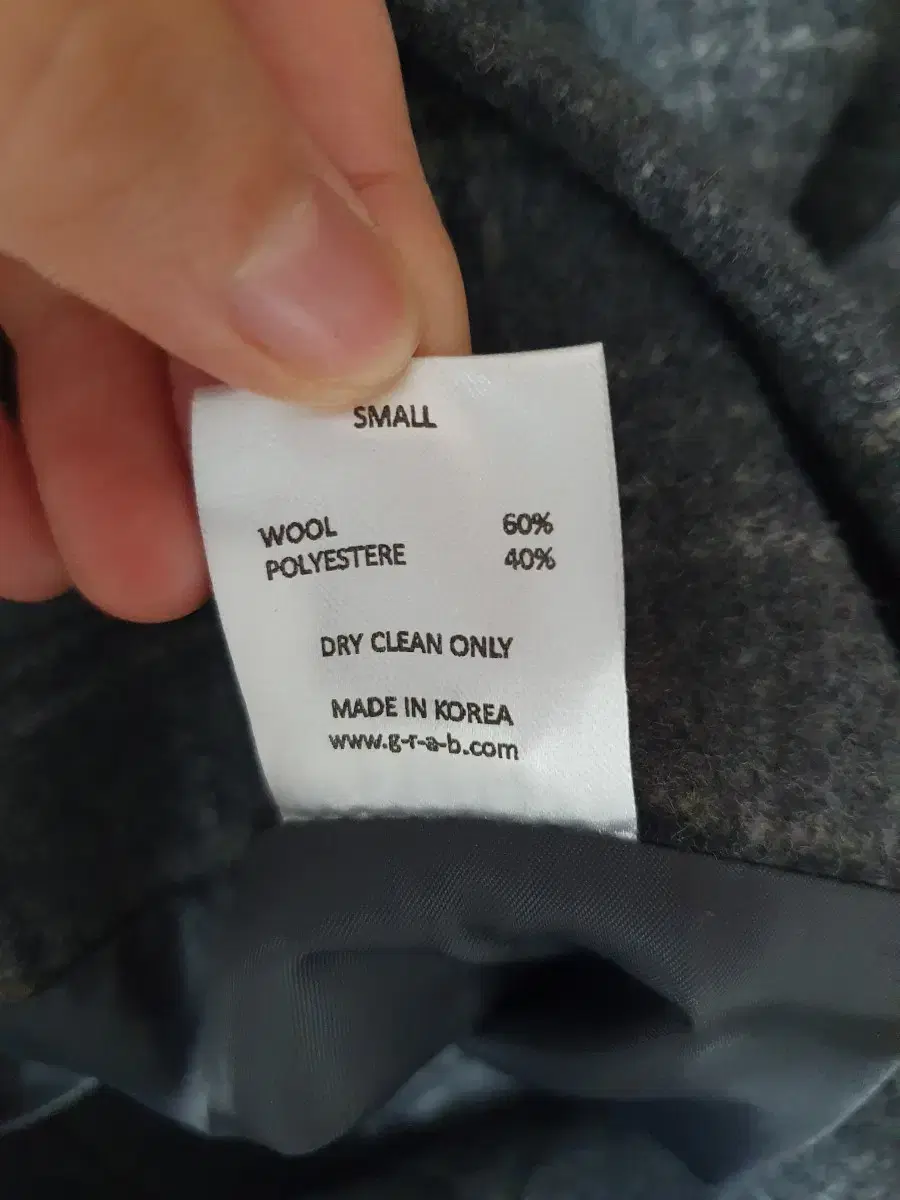 SMALL
WOOL 60%
POLYESTERE 40%
DRY CLEAN ONLY
MADE IN KOREA
www.g-r-a-b.com